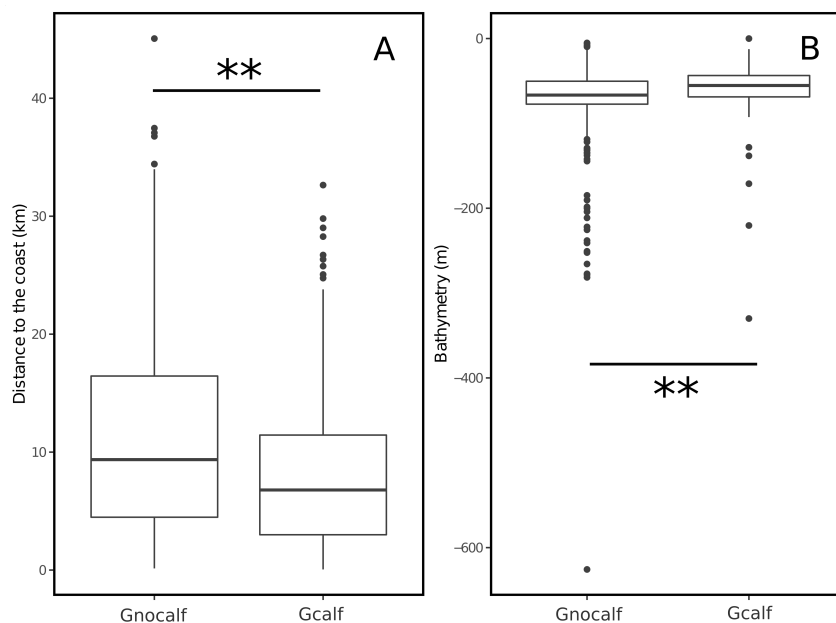 A
**
Distance to the coast (km)
40
30
20
10
0
Gnocalf
Gcalf
B
Bathymetry (m)
0
−200
−400
−600
**
Gnocalf
Gcalf